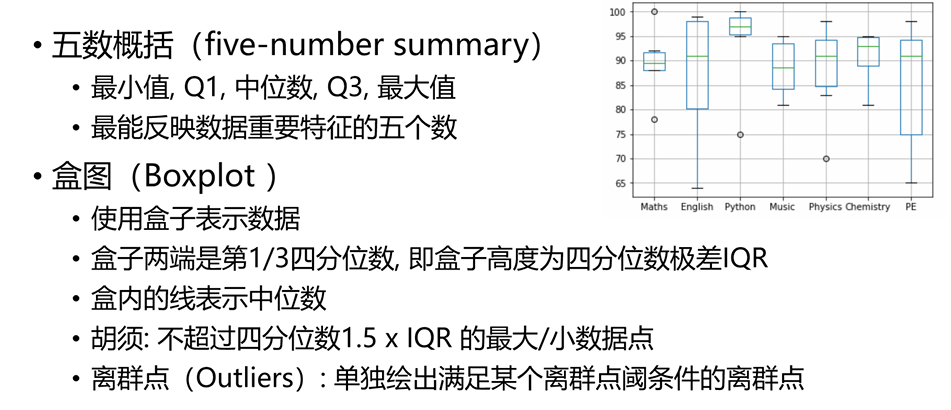 • 五数概括（five-number summary）
• 最小值, Q1, 中位数, Q3, 最大值
• 最能反映数据重要特征的五个数
• 盒图（Boxplot ）
• 使用盒子表示数据
• 盒子两端是第1/3四分位数, 即盒子高度为四分位数极差IQR
• 盒内的线表示中位数
• 胡须: 不超过四分位数1.5 x IQR 的最大/小数据点
• 离群点（Outliers）: 单独绘出满足某个离群点阈条件的离群点
100
95
90
85
80
75
70
65
Maths English Python Music Physics Chemistry PE